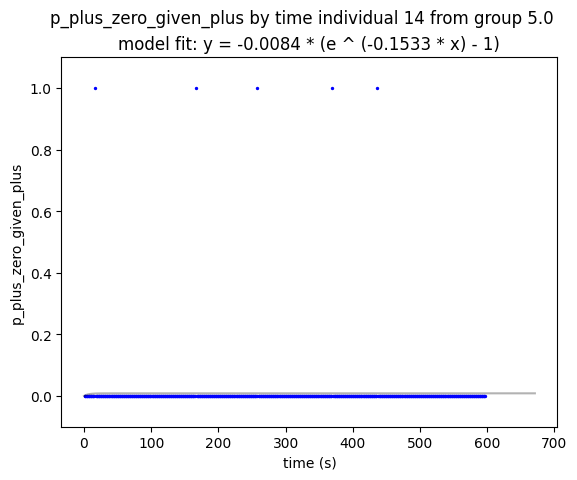 p_plus_zero_given_plus by time individual 14 from group 5.0
model fit: y = -0.0084 * (e ^ (-0.1533 * x) - 1)
p_plus_zero_given_plus
1.0
0.8
0.6
0.4
0.2
0.0
0 100 200 300 400 500 600 700
time (s)